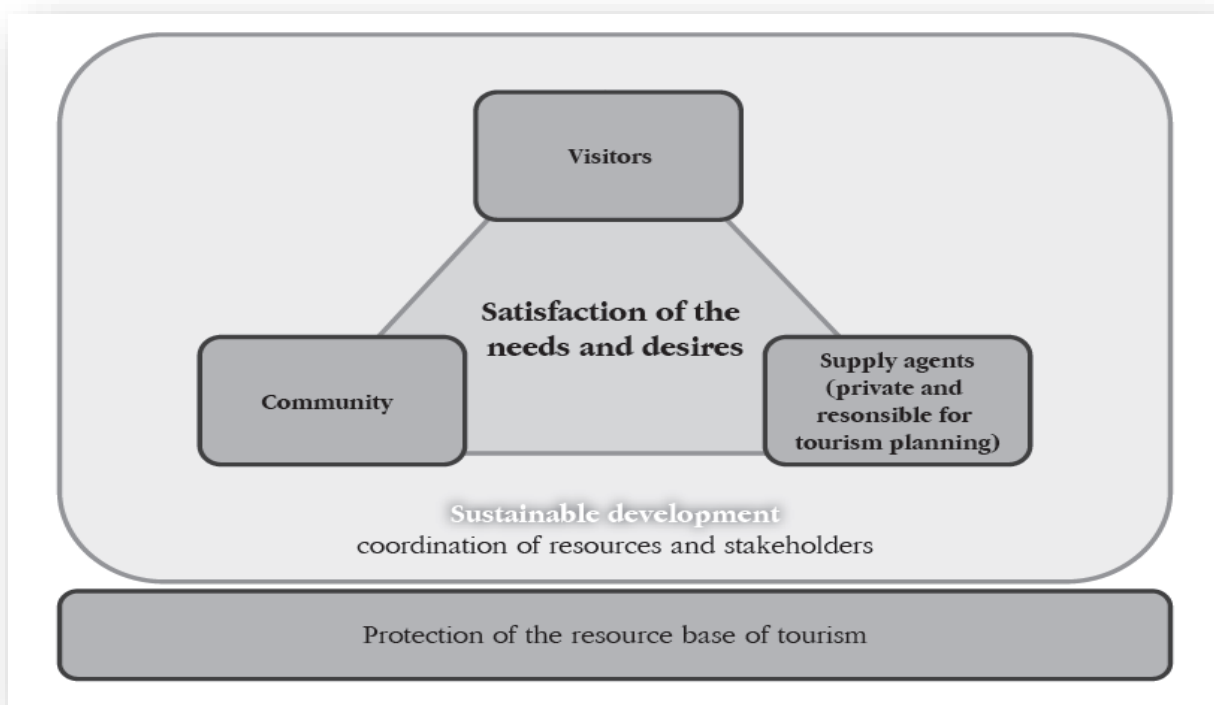 Visitors
Satisfaction of the
needs and desires
Community
Supply agents
(private and
resonsible for
tourism planning)
Sustainable development
coordination of resources and stakeholders
Protection of the resource base of tourism